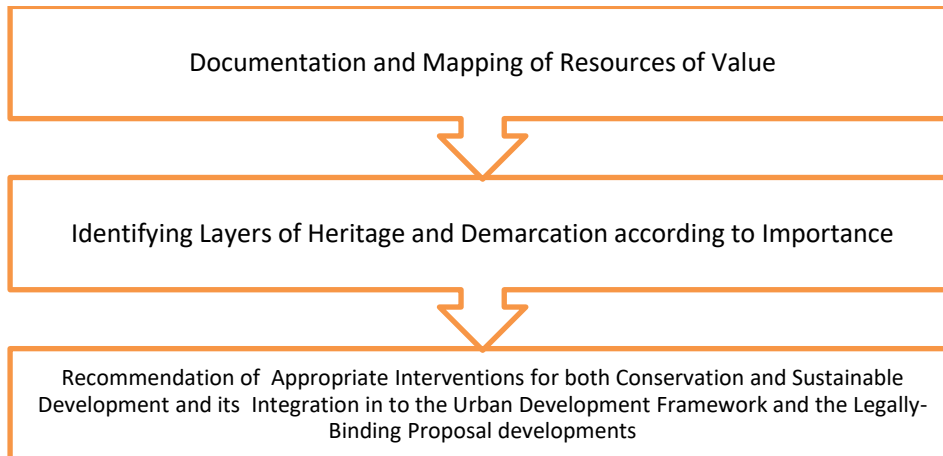 Documentation and Mapping of Resources of Value
Identifying Layers of Heritage and Demarcation according to Importance
Recommendation of  Appropriate Interventions for both Conservation and Sustainable
Development and its  Integration in to the Urban Development Framework and the Legally-
Binding Proposal developments